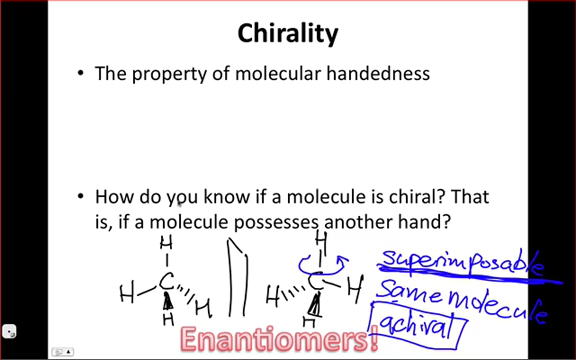 Chirality
• The property of molecular handedness
• How do you know if a molecule is chiral? That
is, if a molecule possesses another hand?
H
H
C
H
H
H
C
H
H
H
superimposable
Same molecule
achiral
Enantiomers!